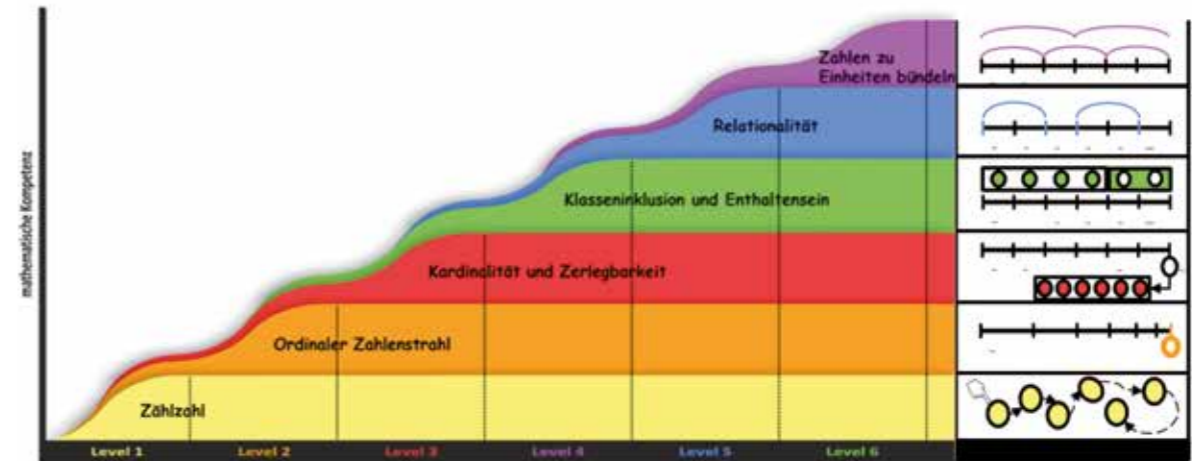 mathematische Kompetenz
Zahlen zu
Einheiten bündeln
Relationalität
Klasseninklusion und Enthaltensein
Kardinalität und Zerlegbarkeit
Ordinaler Zahlenstrahl
Zählzahl
Level 1
Level 2
Level 3
Level 4
Level 5
Level 6